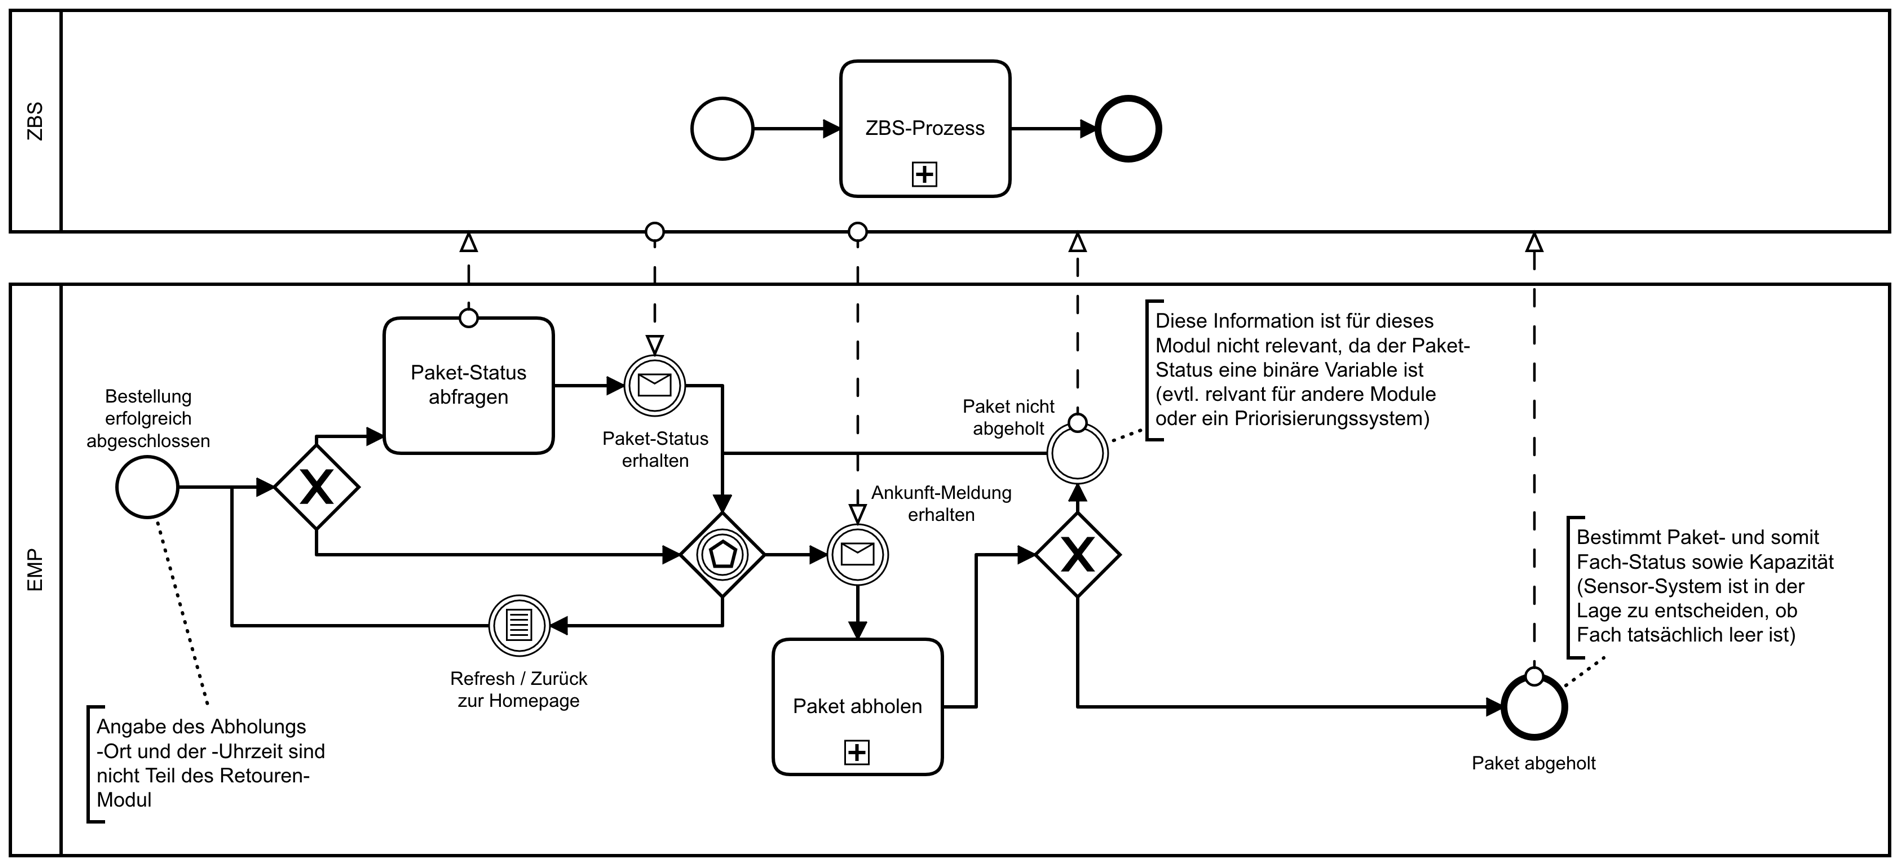 ZBS
ZBS-Prozess
EMP
Bestellung
erfolgreich
abgeschlossen
Paket-Status
abfragen
Paket-Status
erhalten
Paket nicht
abgeholt
Diese Information ist für dieses
Modul nicht relevant, da der Paket-
Status eine binäre Variable ist
(evtl. relvant für andere Module
oder ein Priorisierungssystem)
X
Ankunft-Meldung
erhalten
X
Bestimmt Paket- und somit
Fach-Status sowie Kapazität
(Sensor-System ist in der
Lage zu entscheiden, ob
Fach tatsächlich leer ist)
Refresh / Zurück
zur Homepage
Paket abholen
Paket abgeholt
Angabe des Abholungs
-Ort und der -Uhrzeit sind
nicht Teil des Retouren-
Modul